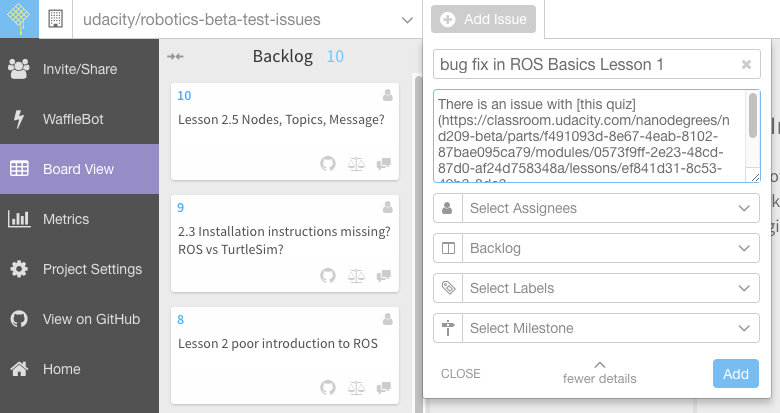 udacity/robotics-beta-test-issues
Add Issue
Invite/Share
WaffleBot
Board View
Metrics
Project Settings
View on GitHub
Home
Backlog 10
10
Lesson 2.5 Nodes, Topics, Message?
9
2.3 Installation instructions missing?
ROS vs TurtleSim?
8
Lesson 2 poor introduction to ROS
bug fix in ROS Basics Lesson 1
There is an issue with [this quiz]
(https://classroom.udacity.com/nanodegrees/n
d209-beta/parts/f491093d-8e67-4eab-8102-
87bae095ca79/modules/0573f9ff-2e23-48cd-
87d0-af24d758348a/lessons/ef841d31-8c53-
Select Assignees
Backlog
Select Labels
Select Milestone
CLOSE
fewer details
Add